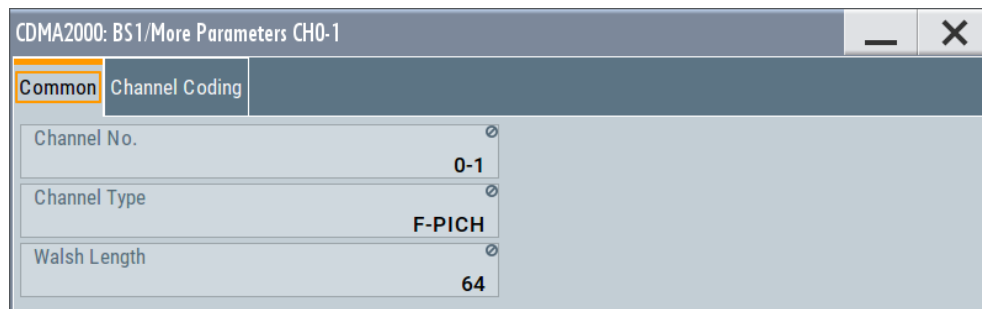 CDMA2000: BS1/More Parameters CH0-1
Common Channel Coding
Channel No.
0-1
Channel Type
F-PICH
Walsh Length
64